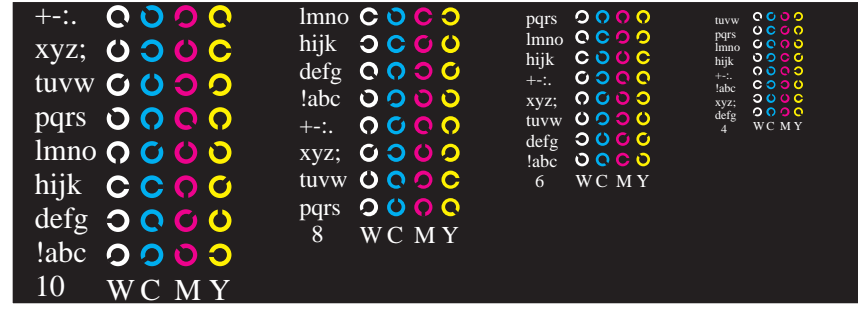 +-:.
xyz;
tuvw
pqrs
lmno
hijk
defg
!abc
10 W C M Y
lmno
hijk
defg
!abc
+-:.
xyz;
tuvw
pqrs
8 W C M Y
pqrs
lmno
hijk
+-:.
xyz;
tuvw
defg
!abc
6 W C M Y
tuvw
pqrs
lmno
hijk
+-:.
!abc
xyz;
defg
4 W C M Y